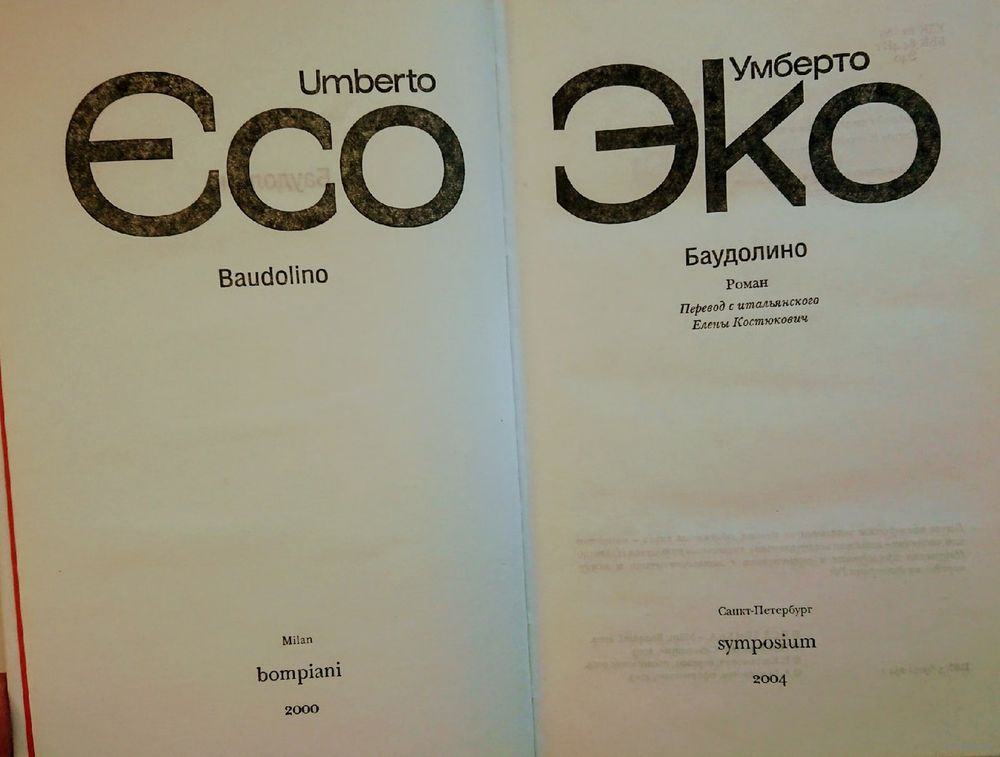 Umberto
Eco
Baudolino
Milan
bompiani
2000
Умберто
Эко
Баудолино
Роман
Перевод с итальянского
Елены Костюкович
Санкт-Петербург
symposium
2004